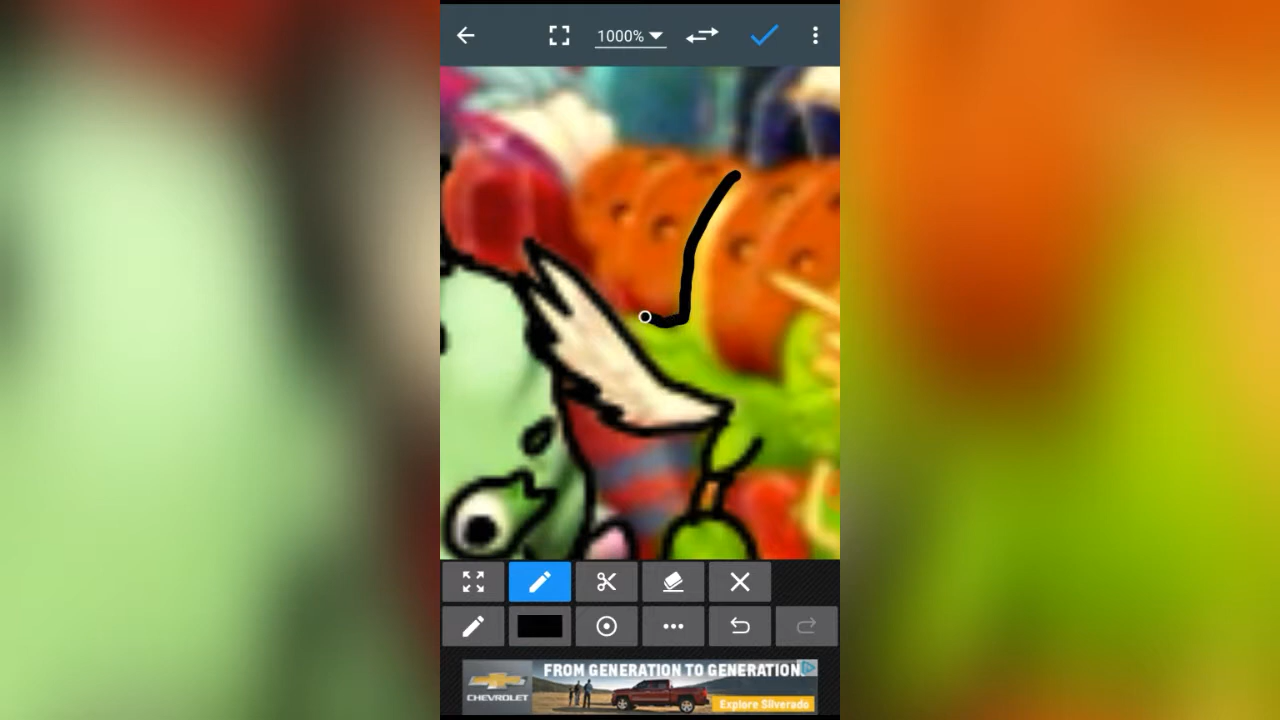 1000%
FROM GENERATION TO GENERATION.
CHEVROLET
Explore Silverado